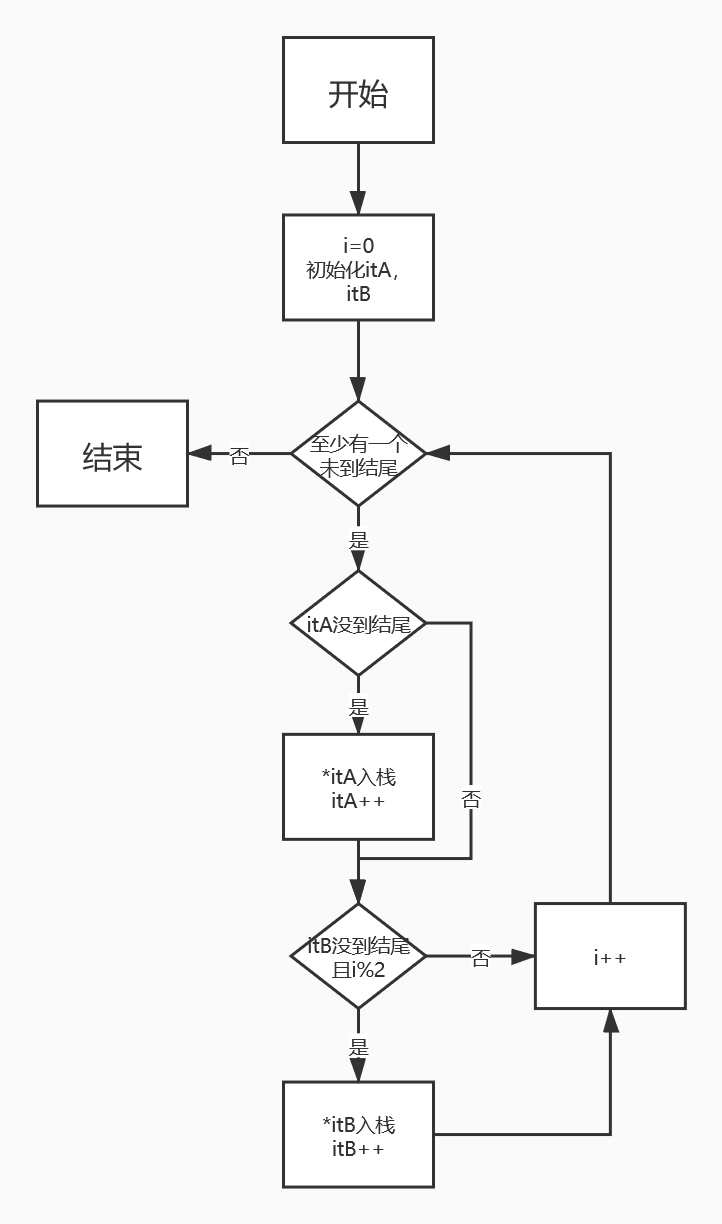 开始
i=0
初始化itA，
itB
至少有一个
未到结尾
否
结束
是
itA没到结尾
是
*itA入栈
itA++
否
itB没到结尾
且i%2
否
i++
是
*itB入栈
itB++